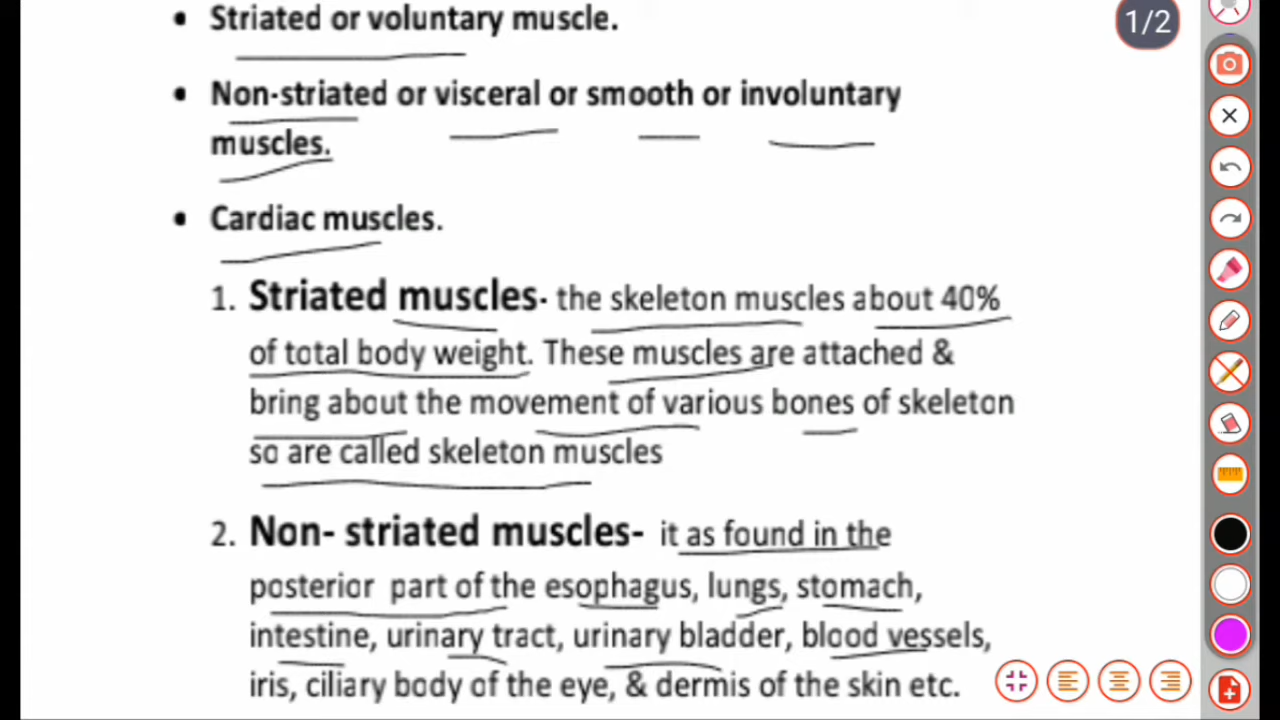 • Striated or voluntary muscle.
1/2
• Non-striated or visceral or smooth or involuntary
muscles.
• Cardiac muscles.
1. Striated muscles- the skeleton muscles about 40%
of total body weight. These muscles are attached &
bring about the movement of various bones of skeleton
so are called skeleton muscles
2. Non- striated muscles- it as found in the
posterior part of the esophagus, lungs, stomach,
intestine, urinary tract, urinary bladder, blood vessels,
iris, ciliary body of the eye, & dermis of the skin etc.